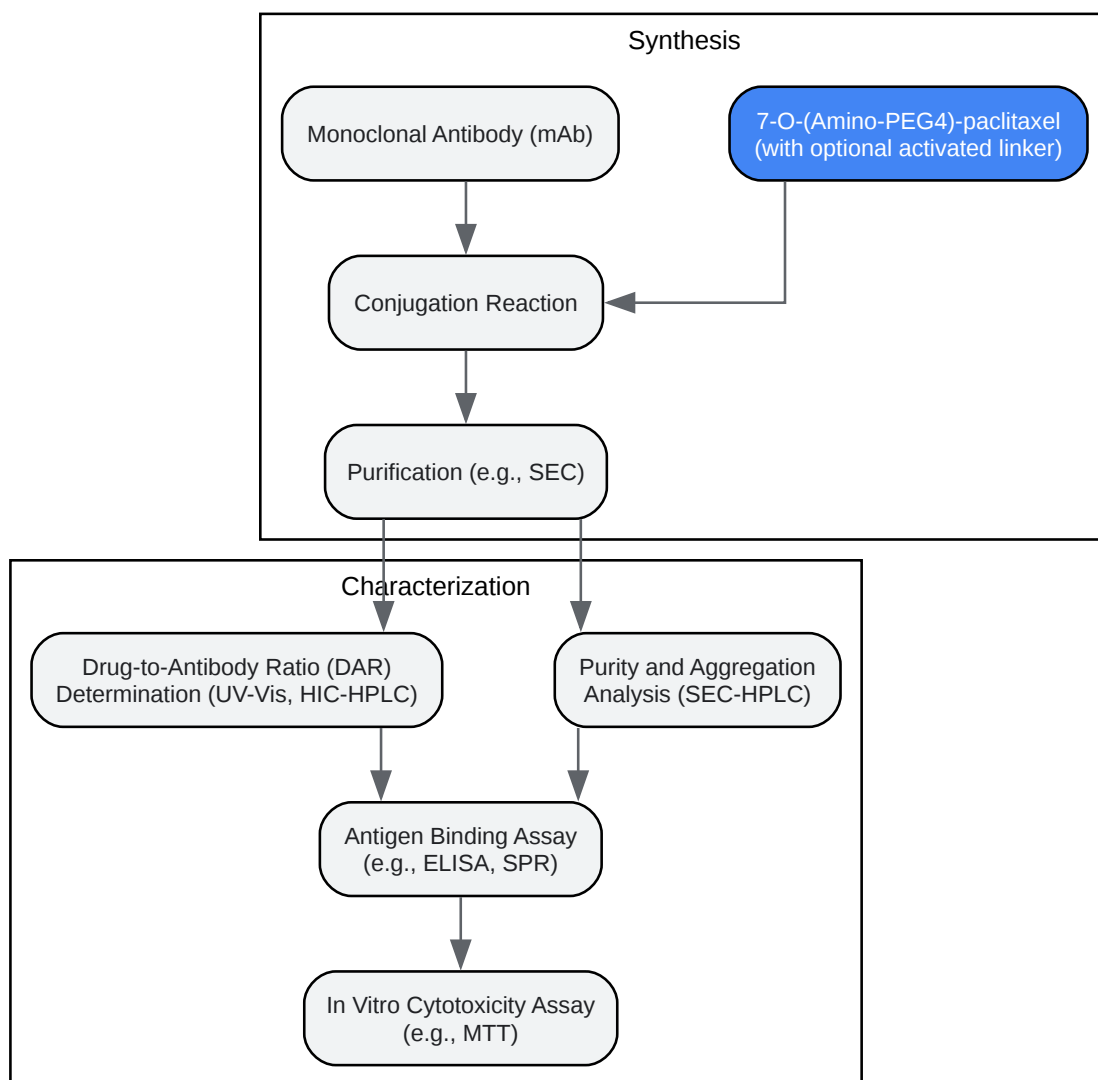 Synthesis
Monoclonal Antibody (mAb)
7-O-(Amino-PEG4)-paclitaxel
(with optional activated linker)
Conjugation Reaction
Purification (e.g., SEC)
Characterization
Drug-to-Antibody Ratio (DAR)
Determination (UV-Vis, HIC-HPLC)
Purity and Aggregation
Analysis (SEC-HPLC)
Antigen Binding Assay
(e.g., ELISA, SPR)
In Vitro Cytotoxicity Assay
(e.g., MTT)